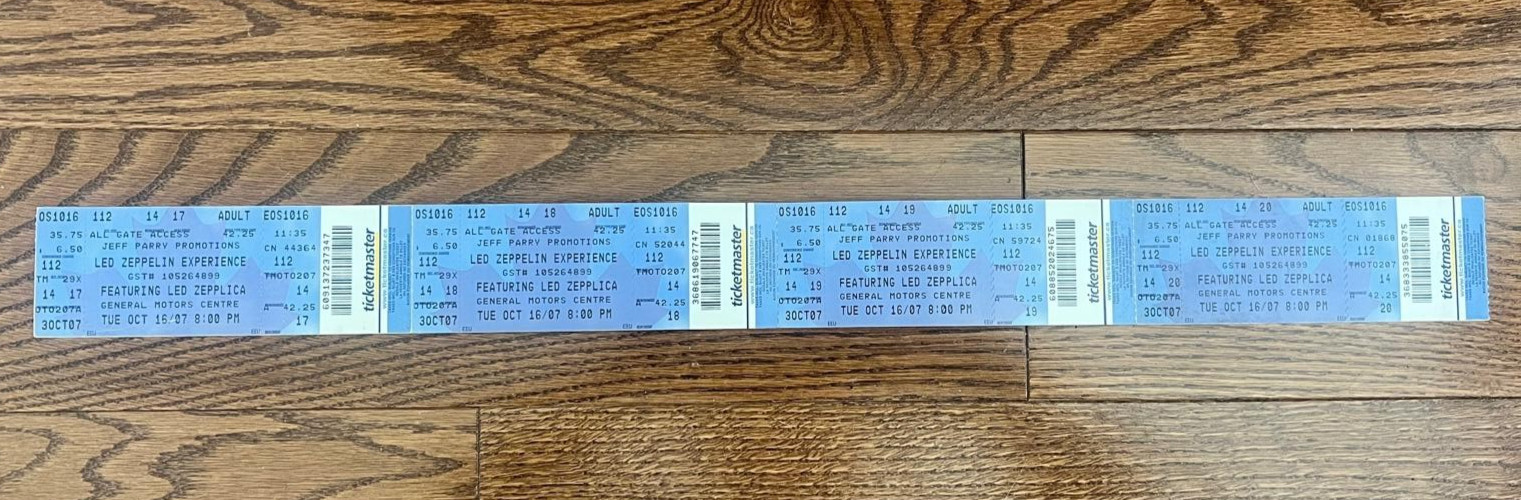 OS1016 112 14 17 ADULT EOS1016
35.75 ALL GATE ACCESS 42.25 11:35
6.50 JEFF PARRY PROMOTIONS CN 44364
112 LED ZEPPELIN EXPERIENCE 112
TM 29X GST# 105264899 TMOTO207
14 17 FEATURING LED ZEPPLICA 14
OTO207A GENERAL MOTORS CENTRE 42.25
3OCT07 TUE OCT 16/07 8:00 PM 17
609137237347
ticketmaster
OS1016 112 14 18 ADULT EOS1016
35.75 ALL GATE ACCESS 42.25 11:35
6.50 JEFF PARRY PROMOTIONS CN 52044
112 LED ZEPPELIN EXPERIENCE 112
TM 29X GST# 105264899 TMOTO207
14 18 FEATURING LED ZEPPLICA 14
OTO207A GENERAL MOTORS CENTRE 42.25
3OCT07 TUE OCT 16/07 8:00 PM 18
368619067747
ticketmaster
OS1016 112 14 19 ADULT EOS1016
35.75 ALL GATE ACCESS 42.25 11:35
6.50 JEFF PARRY PROMOTIONS CN 59724
112 LED ZEPPELIN EXPERIENCE 112
TM 29X GST# 105264899 TMOTO207
14 19 FEATURING LED ZEPPLICA 14
OTO207A GENERAL MOTORS CENTRE 42.25
3OCT07 TUE OCT 16/07 8:00 PM 19
608852024675
ticketmaster
OS1016 112 14 20 ADULT EOS1016
35.75 ALL GATE ACCESS 42.25 11:35
6.50 JEFF PARRY PROMOTIONS CN 01868
112 LED ZEPPELIN EXPERIENCE 112
TM 29X GST# 105264899 TMOTO207
14 20 FEATURING LED ZEPPLICA 14
OTO207A GENERAL MOTORS CENTRE 42.25
3OCT07 TUE OCT 16/07 8:00 PM 20
368333855075
ticketmaster